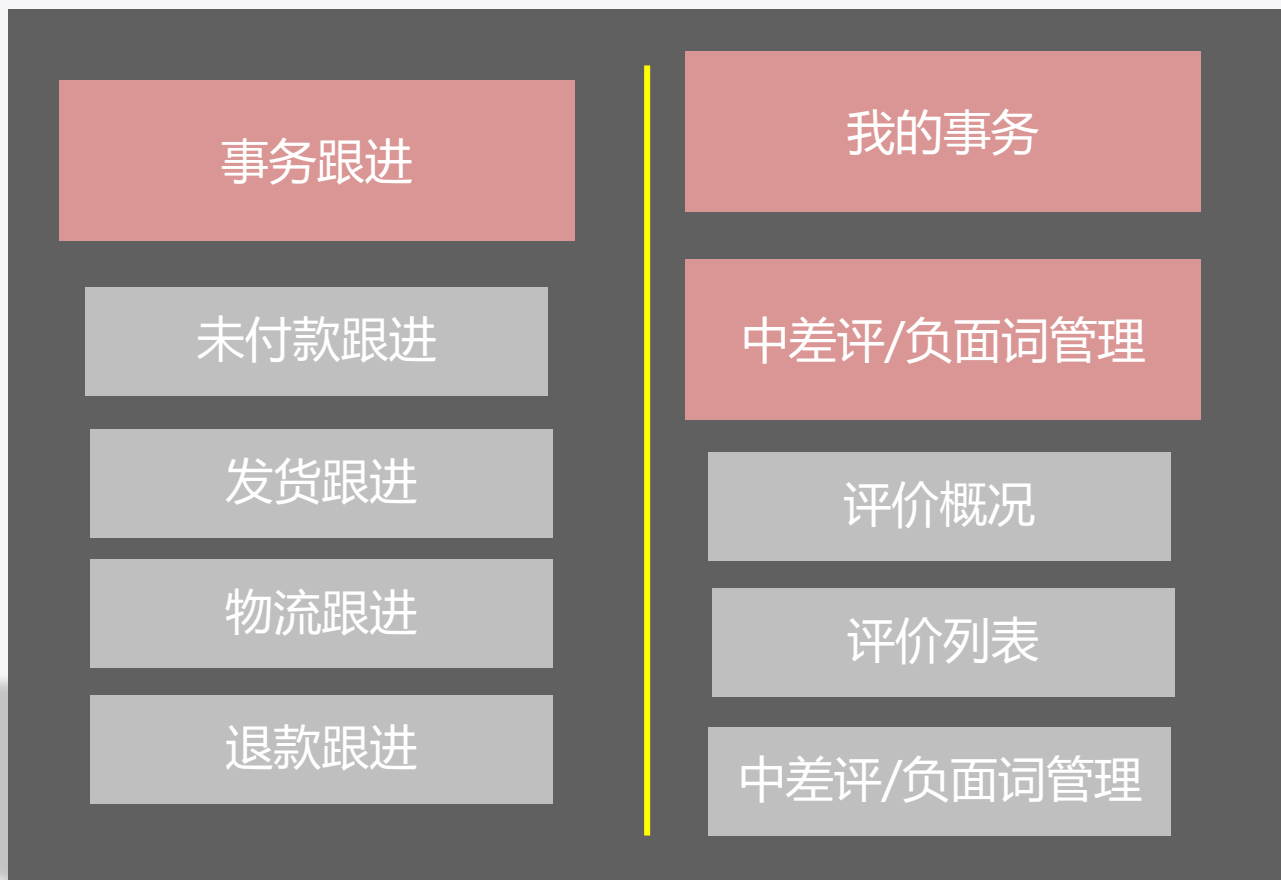 事务跟进
未付款跟进
发货跟进
物流跟进
退款跟进
我的事务
中差评/负面词管理
评价概况
评价列表
中差评/负面词管理